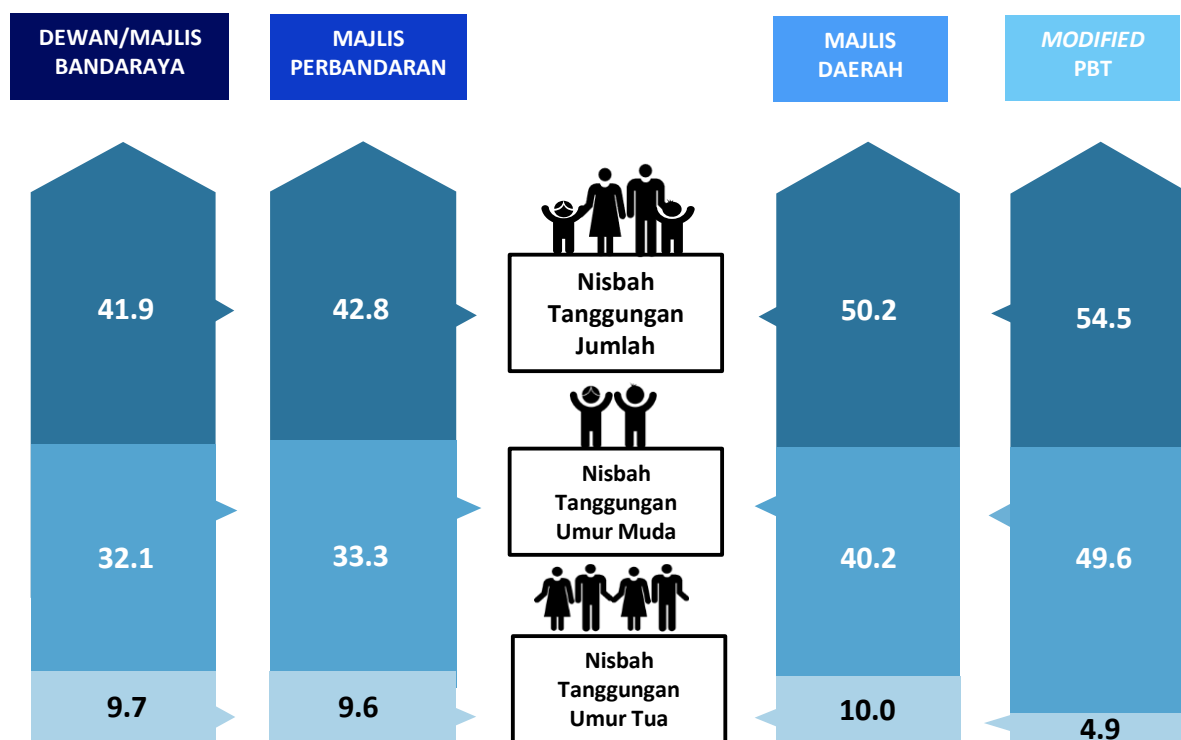 DEWAN/MAJLIS
BANDARAYA
MAJLIS
PERBANDARAN
MAJLIS
DAERAH
MODIFIED
PBT
41.9
42.8
Nisbah
Tanggungan
Jumlah
50.2
54.5
32.1
33.3
Nisbah
Tanggungan
Umur Muda
40.2
49.6
9.7
9.6
Nisbah
Tanggungan
Umur Tua
10.0
4.9